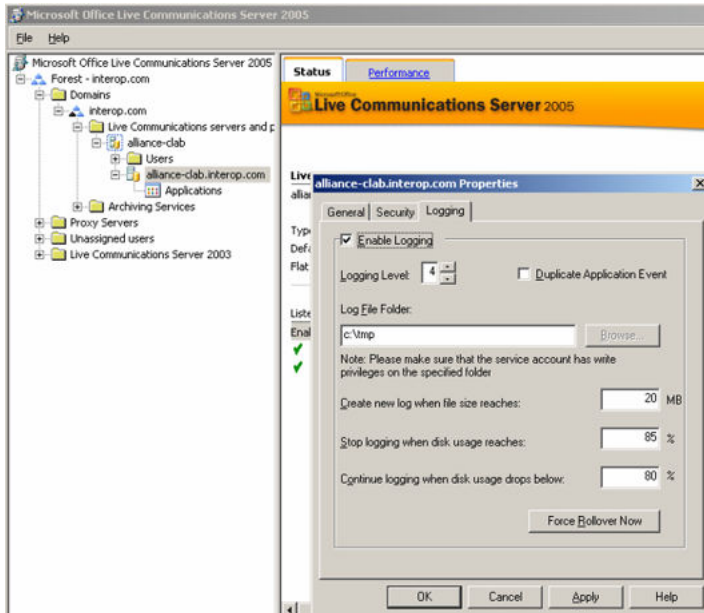 Microsoft Office Live Communications Server 2005
File Help
Microsoft Office Live Communications Server 2005
Forest - interop.com
Domains
interop.com
Live Communications servers and p
alliance-clab
Users
alliance-clab.interop.com
Applications
Archiving Services
Proxy Servers
Unassigned users
Live Communications Server 2003
Status Performance
Microsoft Office
Live Communications Server 2005
Live
allia
Type
Defa
Flat
Liste
Enal
alliance-clab.interop.com Properties
General Security Logging
Enable Logging
Logging Level: 4 Duplicate Application Event
Log File Folder:
c:\tmp Browse...
Note: Please make sure that the service account has write
privileges on the specified folder
Create new log when file size reaches: 20 MB
Stop logging when disk usage reaches: 85 %
Continue logging when disk usage drops below: 80 %
Force Rollover Now
OK Cancel Apply Help